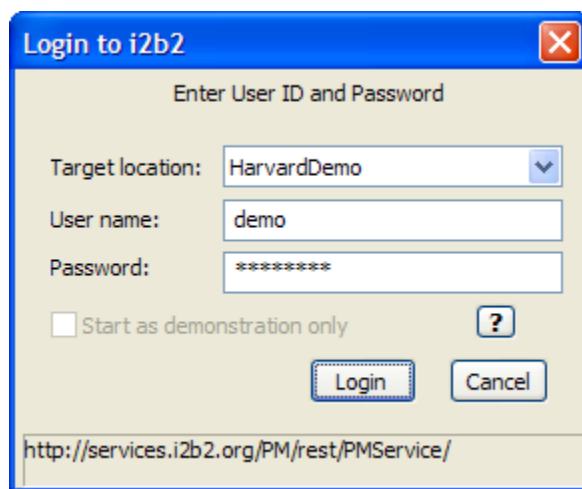 Login to i2b2
Enter User ID and Password
Target location: HarvardDemo
User name: demo
Password: ********
Start as demonstration only ?
Login Cancel
http://services.i2b2.org/PM/rest/PMService/